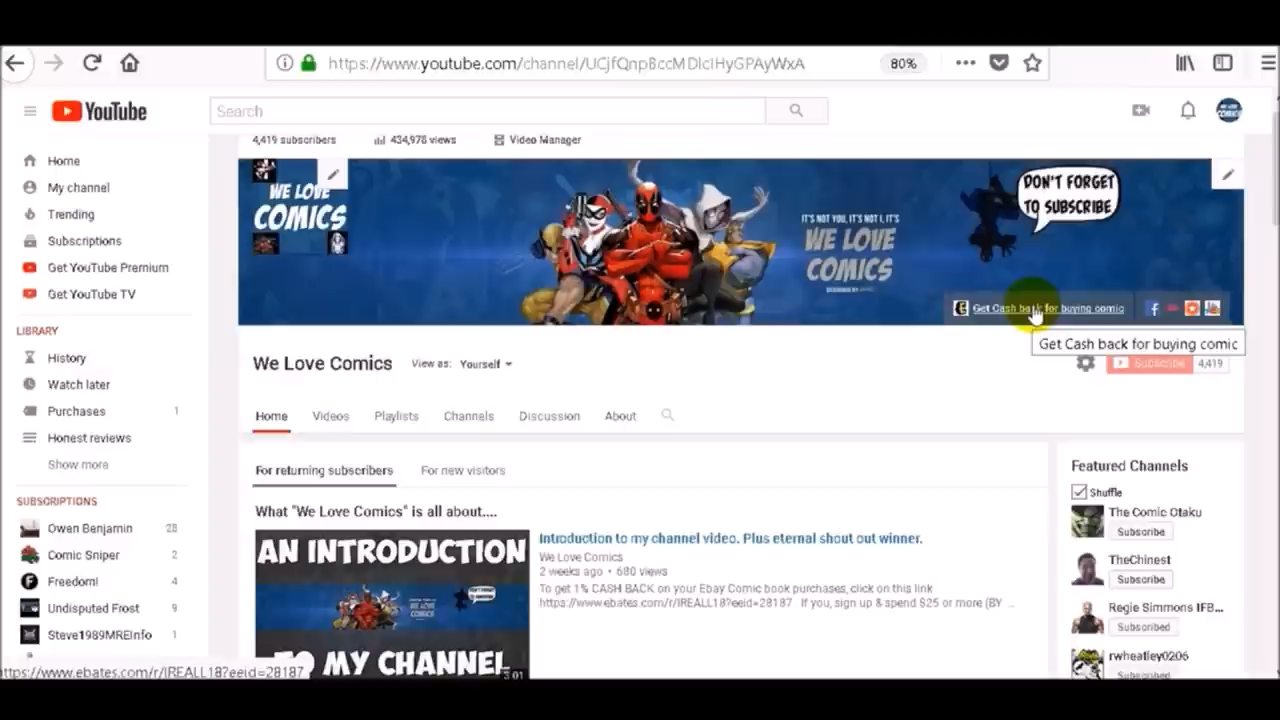 https://www.youtube.com/channel/UCjfQnpBccMDIcIHyGPAyWxA
80%
YouTube
Search
4,419 subscribers
434,978 views
Video Manager
Home
My channel
Trending
Subscriptions
Get YouTube Premium
Get YouTube TV
LIBRARY
History
Watch later
Purchases 1
Honest reviews
Show more
SUBSCRIPTIONS
Owen Benjamin 28
Comic Sniper 2
Freedom! 4
Undisputed Frost 9
Steve1989MREInfo 1
https://www.ebates.com/r/IREALL18?eeid=28187
WE LOVE
COMICS
IT'S NOT YOU, IT'S NOT I, IT'S
WE LOVE
COMICS
DON'T FORGET
TO SUBSCRIBE
Get Cash back for buying comic
Get Cash back for buying comic
We Love Comics
View as: Yourself
Subscribe 4,419
Home
Videos
Playlists
Channels
Discussion
About
For returning subscribers
For new visitors
What "We Love Comics" is all about....
AN INTRODUCTION
TO MY CHANNEL
3:01
Introduction to my channel video. Plus eternal shout out winner.
We Love Comics
2 weeks ago • 680 views
To get 1% CASH BACK on your Ebay Comic book purchases, click on this link
https://www.ebates.com/r/IREALL18?eeid=28187 If you, sign up & spend $25 or more (BY ...
Featured Channels
Shuffle
The Comic Otaku
Subscribe
TheChinest
Subscribe
Regie Simmons IFB...
Subscribed
rwheatley0206
Subscribed